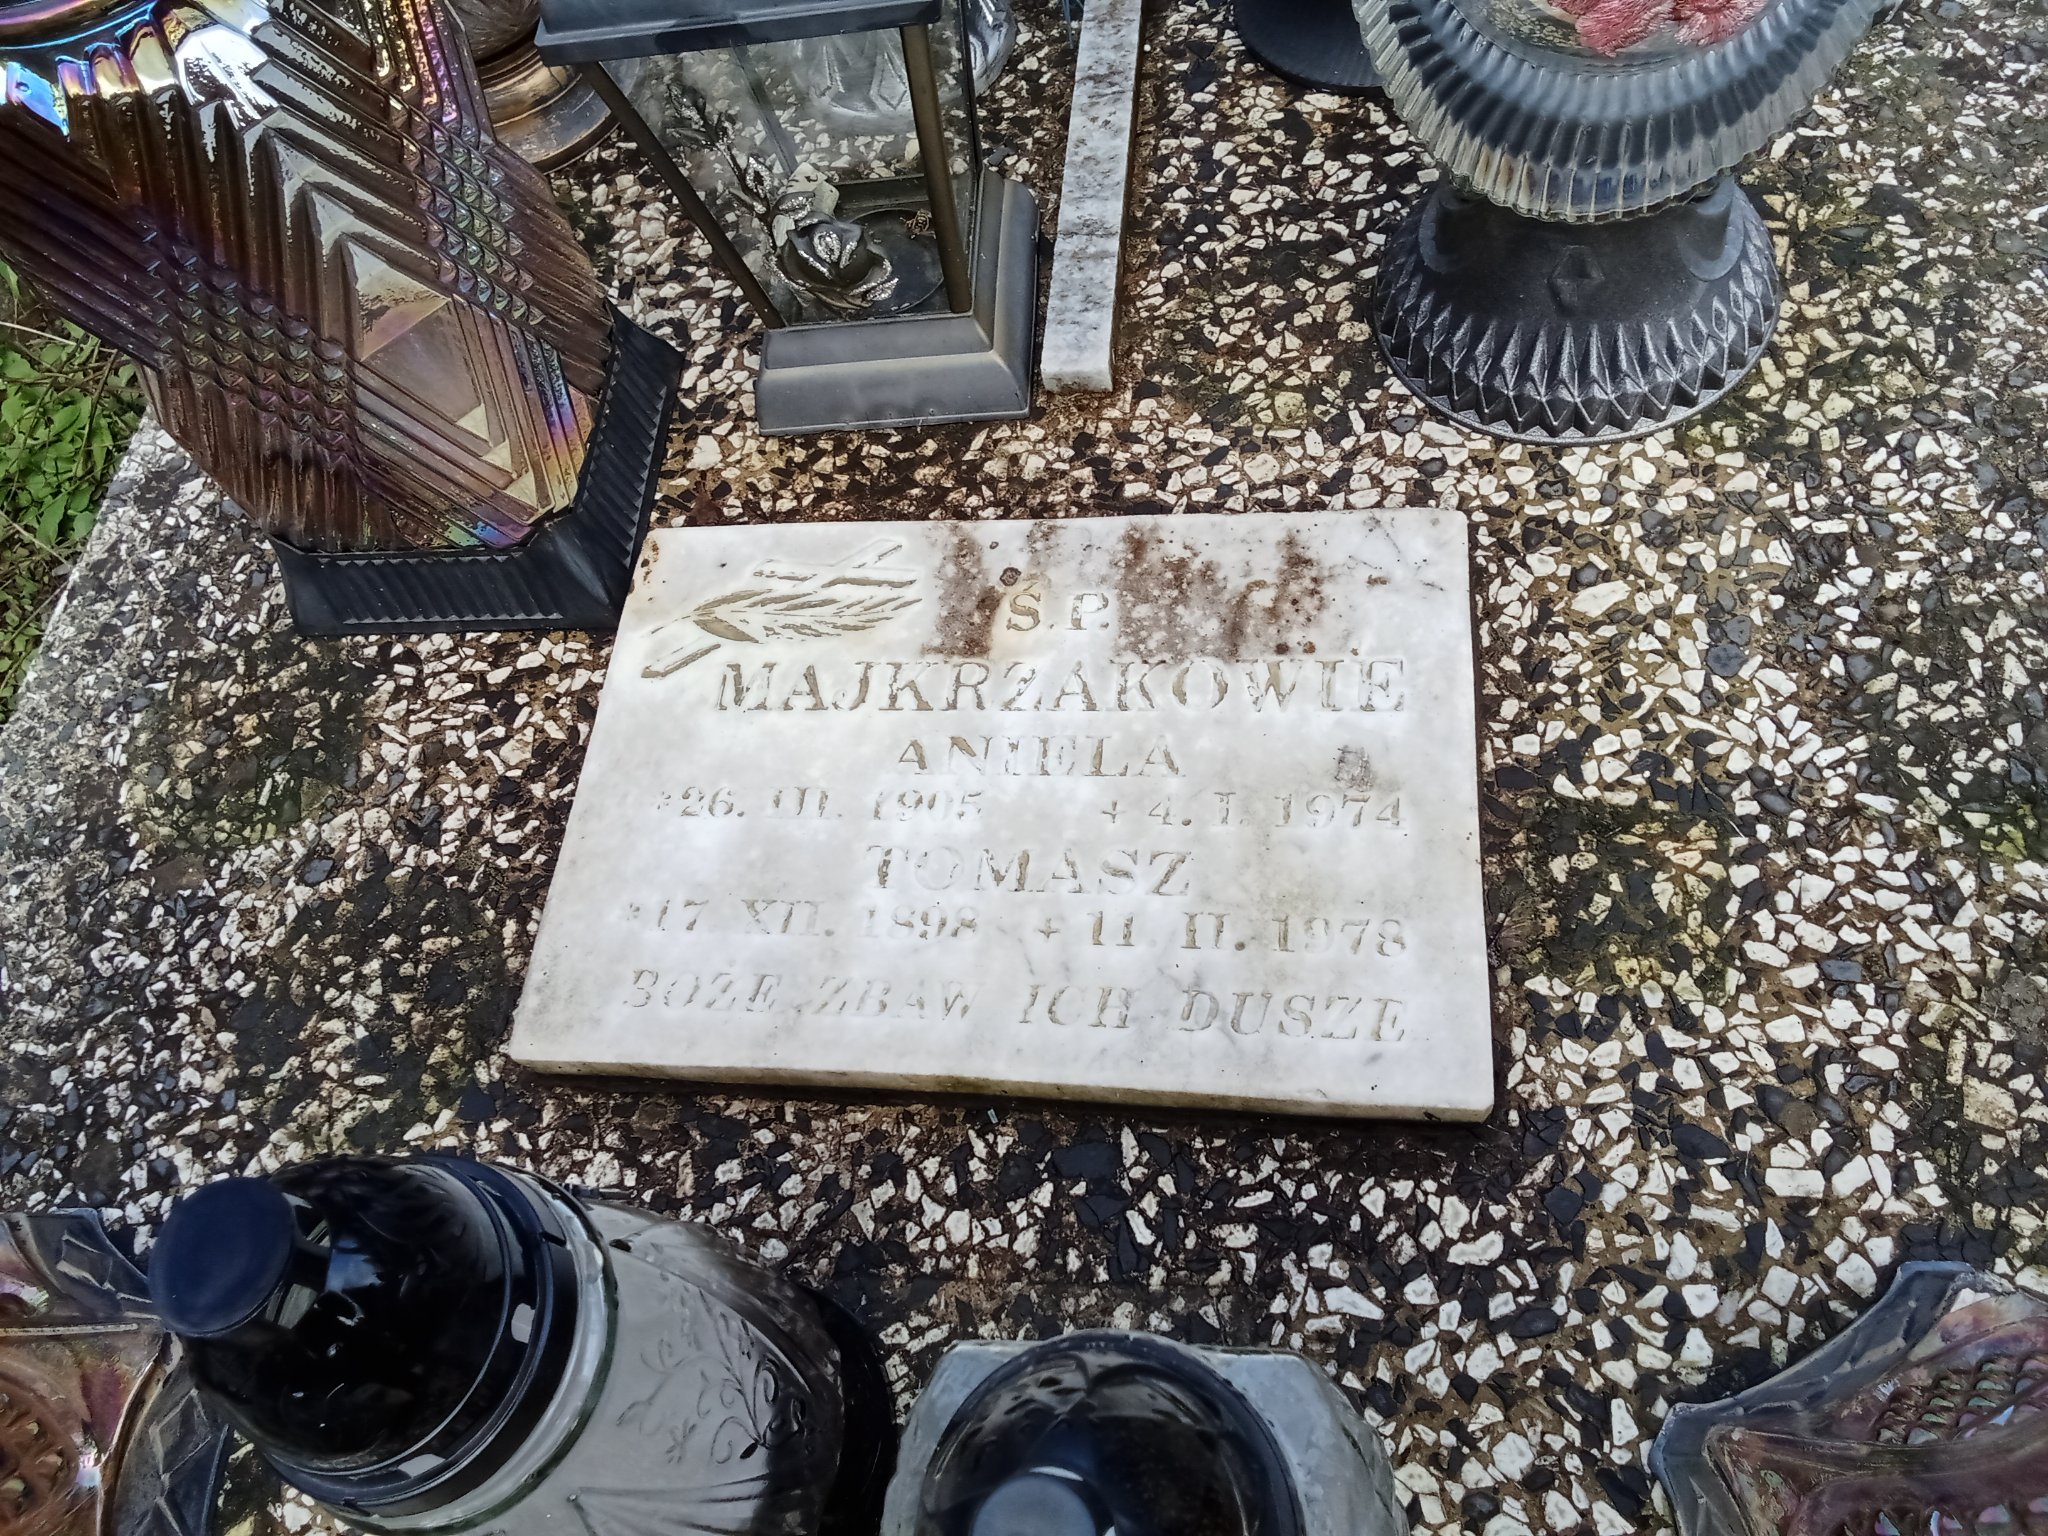 Ś.P.
MAJKRZAKOWIE
ANIELA
*26. III. 1905 + 4. I. 1974
TOMASZ
*17. XII. 1898 + 11. II. 1978
BOŻE ZBAW ICH DUSZE